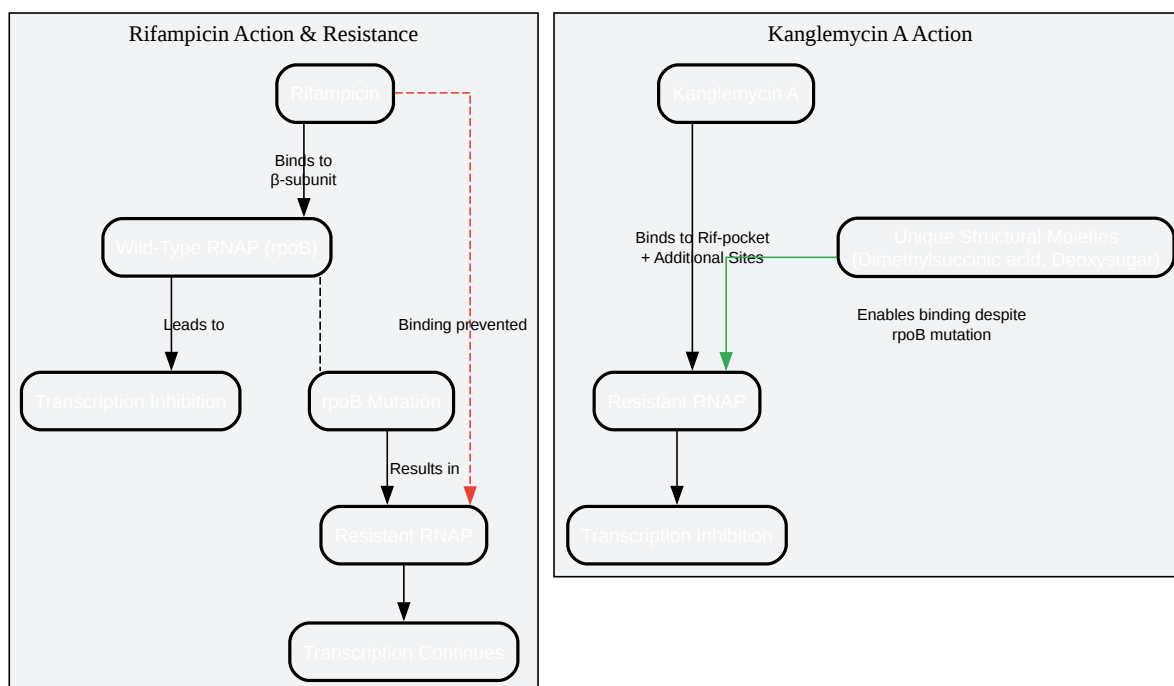 Rifampicin Action & Resistance
Rifampicin
Binds to
β-subunit
Wild-Type RNAP (rpoB)
Leads to
Binding prevented
Transcription Inhibition
rpoB Mutation
Results in
Resistant RNAP
Transcription Continues
Kanglemycin A Action
Kanglemycin A
Binds to Rif-pocket
+ Additional Sites
Unique Structural Moieties
(Dimethylsuccinic acid, Deoxysugar)
Enables binding despite
rpoB mutation
Resistant RNAP
Transcription Inhibition